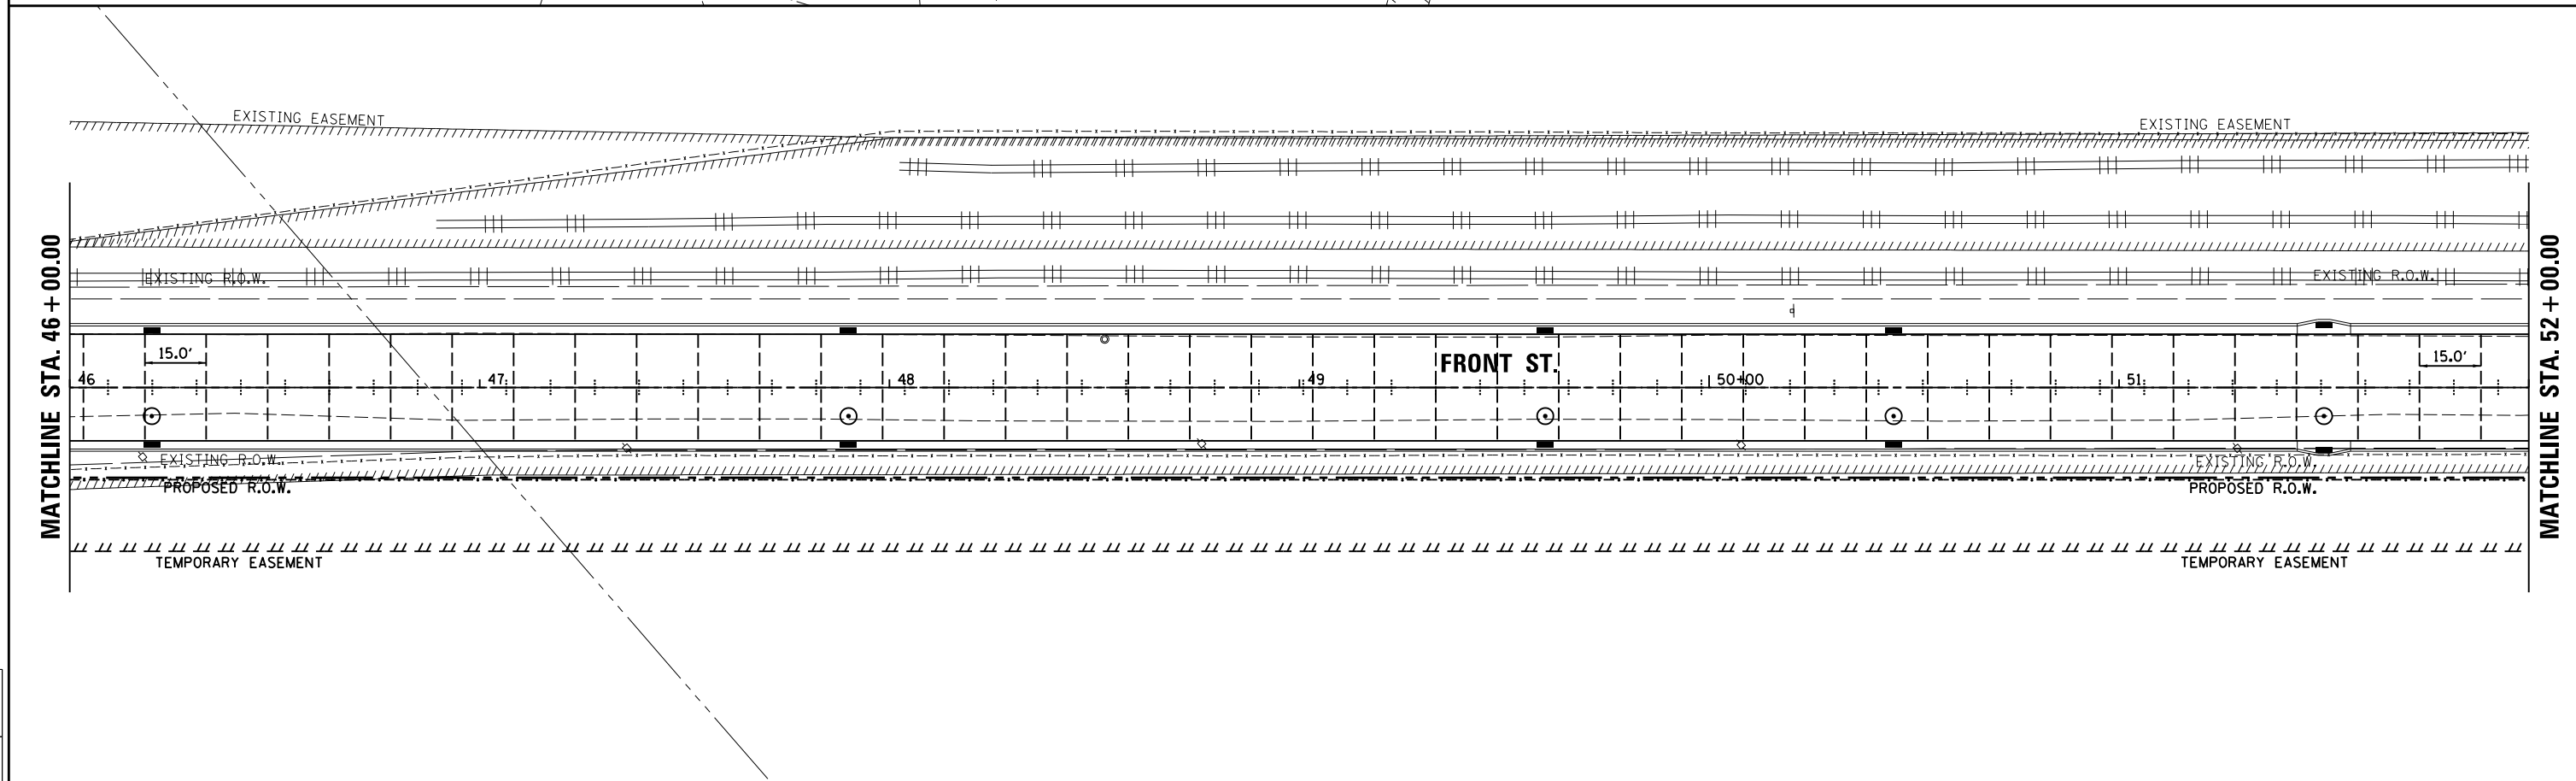 EXISTING EASEMENT
EXISTING EASEMENT
MATCHLINE STA. 46+00.00
MATCHLINE STA. 52+00.00
EXISTING R.O.W.
EXISTING R.O.W.
15.0'
FRONT ST.
15.0'
46
47
48
49
50+00
51
EXISTING R.O.W.
EXISTING R.O.W.
PROPOSED R.O.W.
PROPOSED R.O.W.
TEMPORARY EASEMENT
TEMPORARY EASEMENT